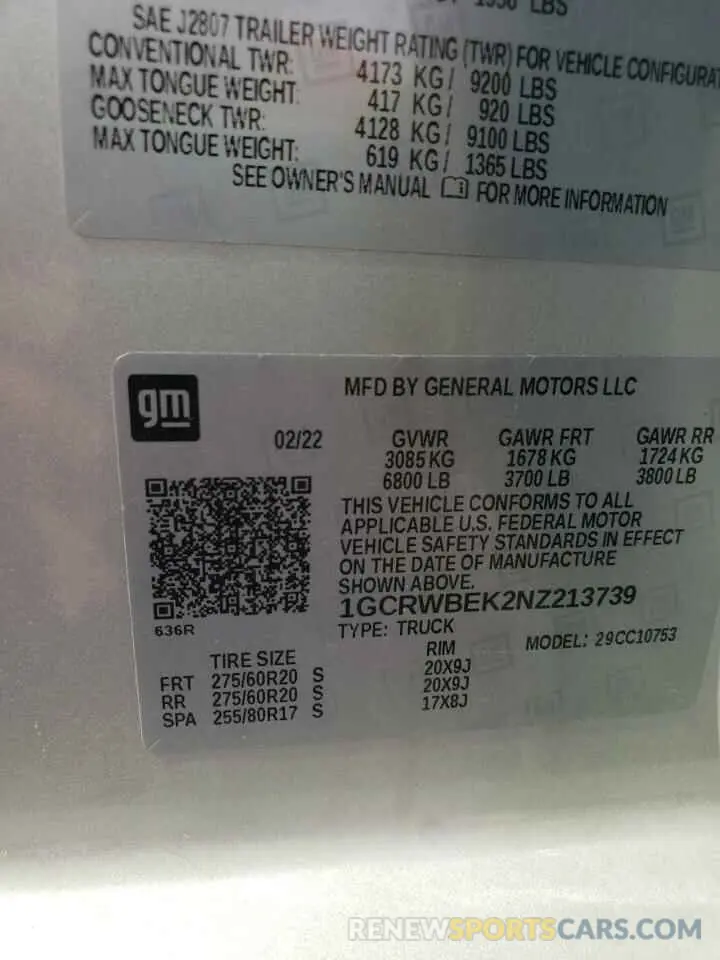 1550 LBS
SAE J2807 TRAILER WEIGHT RATING (TWR) FOR VEHICLE CONFIGURAT
CONVENTIONAL TWR: 4173 KG/ 9200 LBS
MAX TONGUE WEIGHT: 417 KG/ 920 LBS
GOOSENECK TWR: 4128 KG/ 9100 LBS
MAX TONGUE WEIGHT: 619 KG/ 1365 LBS
SEE OWNER'S MANUAL FOR MORE INFORMATION
gm
MFD BY GENERAL MOTORS LLC
02/22 GVWR GAWR FRT GAWR RR
3085 KG 1678 KG 1724 KG
6800 LB 3700 LB 3800 LB
THIS VEHICLE CONFORMS TO ALL
APPLICABLE U.S. FEDERAL MOTOR
VEHICLE SAFETY STANDARDS IN EFFECT
ON THE DATE OF MANUFACTURE
SHOWN ABOVE.
1GCRWBEK2NZ213739
636R
TYPE: TRUCK MODEL: 29CC10753
TIRE SIZE RIM
FRT 275/60R20 S 20X9J
RR 275/60R20 S 20X9J
SPA 255/80R17 S 17X8J
RENEWSPORTSCARS.COM